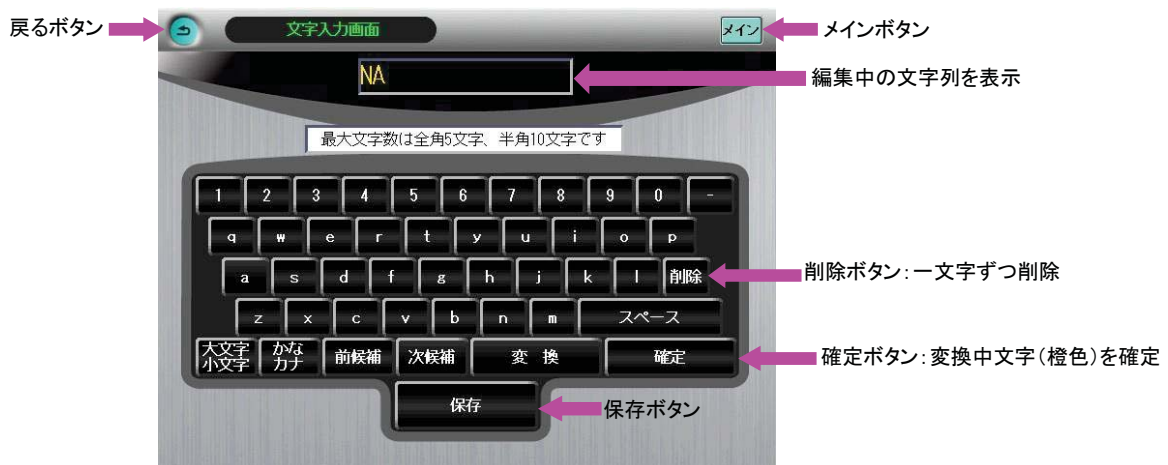 戻るボタン
文字入力画面
メイン
メインボタン
NA
編集中の文字列を表示
最大文字数は全角5文字、半角10文字です
1 2 3 4 5 6 7 8 9 0 -
q w e r t y u i o p
a s d f g h j k l 削除
削除ボタン：一文字ずつ削除
z x c v b n m スペース
大文字
小文字
かな
カナ
前候補 次候補 変 換 確定
確定ボタン：変換中文字（橙色）を確定
保存
保存ボタン